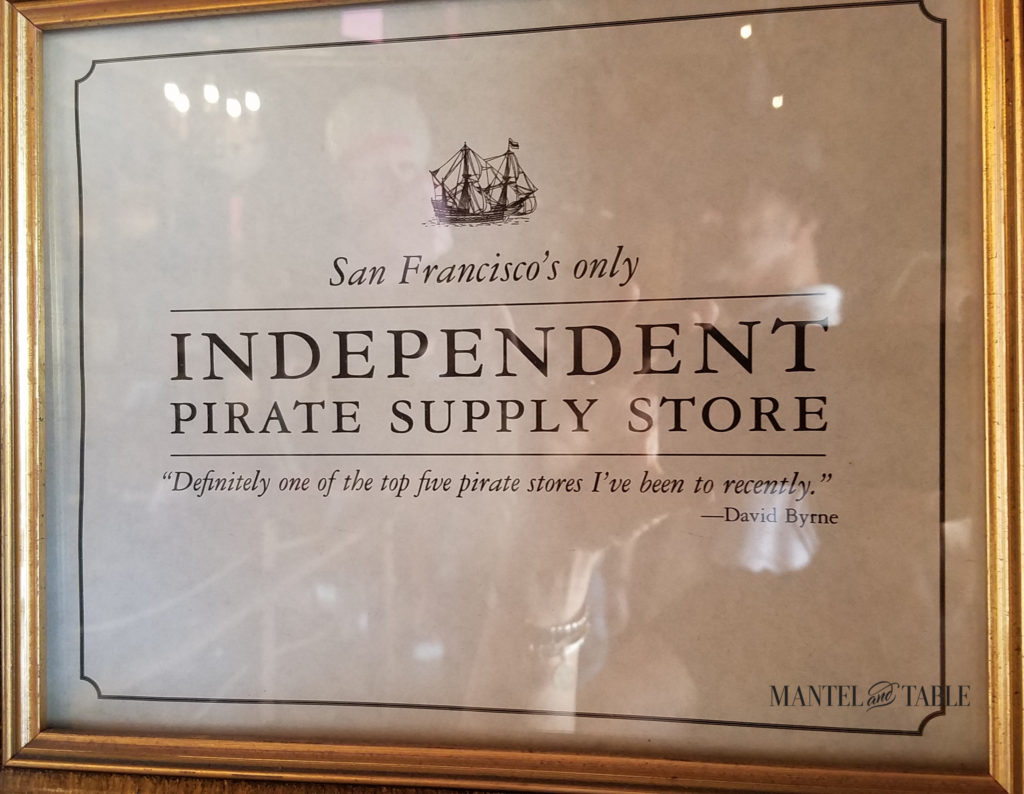 San Francisco's only
INDEPENDENT
PIRATE SUPPLY STORE
“Definitely one of the top five pirate stores I've been to recently.”
—David Byrne
MANTEL and TABLE